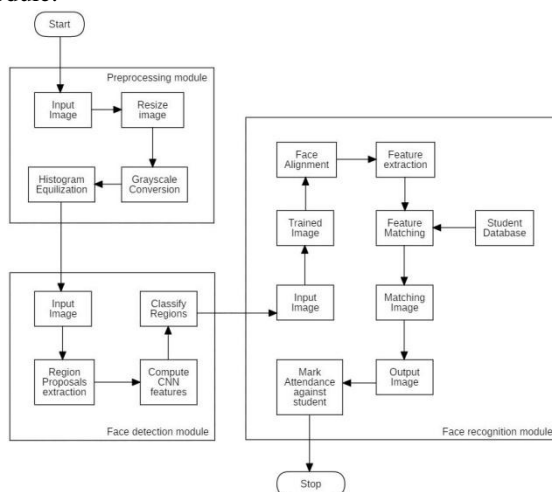 Start
Preprocessing module
Input
Image
Resize
image
Histogram
Equilization
Grayscale
Conversion
Input
Image
Classify
Regions
Region
Proposals
extraction
Compute
CNN
features
Face detection module
Face
Alignment
Feature
extraction
Trained
Image
Feature
Matching
Student
Database
Input
Image
Matching
Image
Mark
Attendance
against
student
Output
Image
Face recognition module
Stop